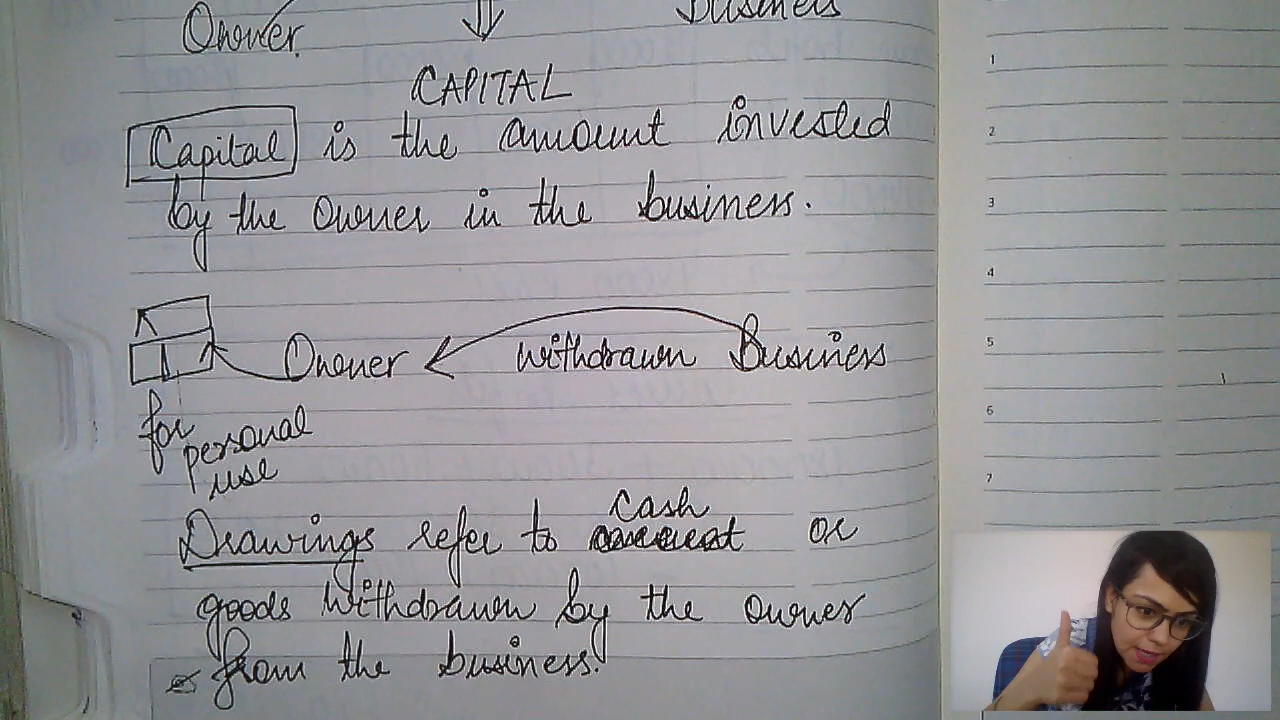 Owner. Business
CAPITAL
Capital is the amount invested
by the owner in the business.
Owner withdrawn Business
for
personal
use
Cash
Drawings refer to or
goods withdrawn by the owner
from the business.
1
2
3
4
5
6
7